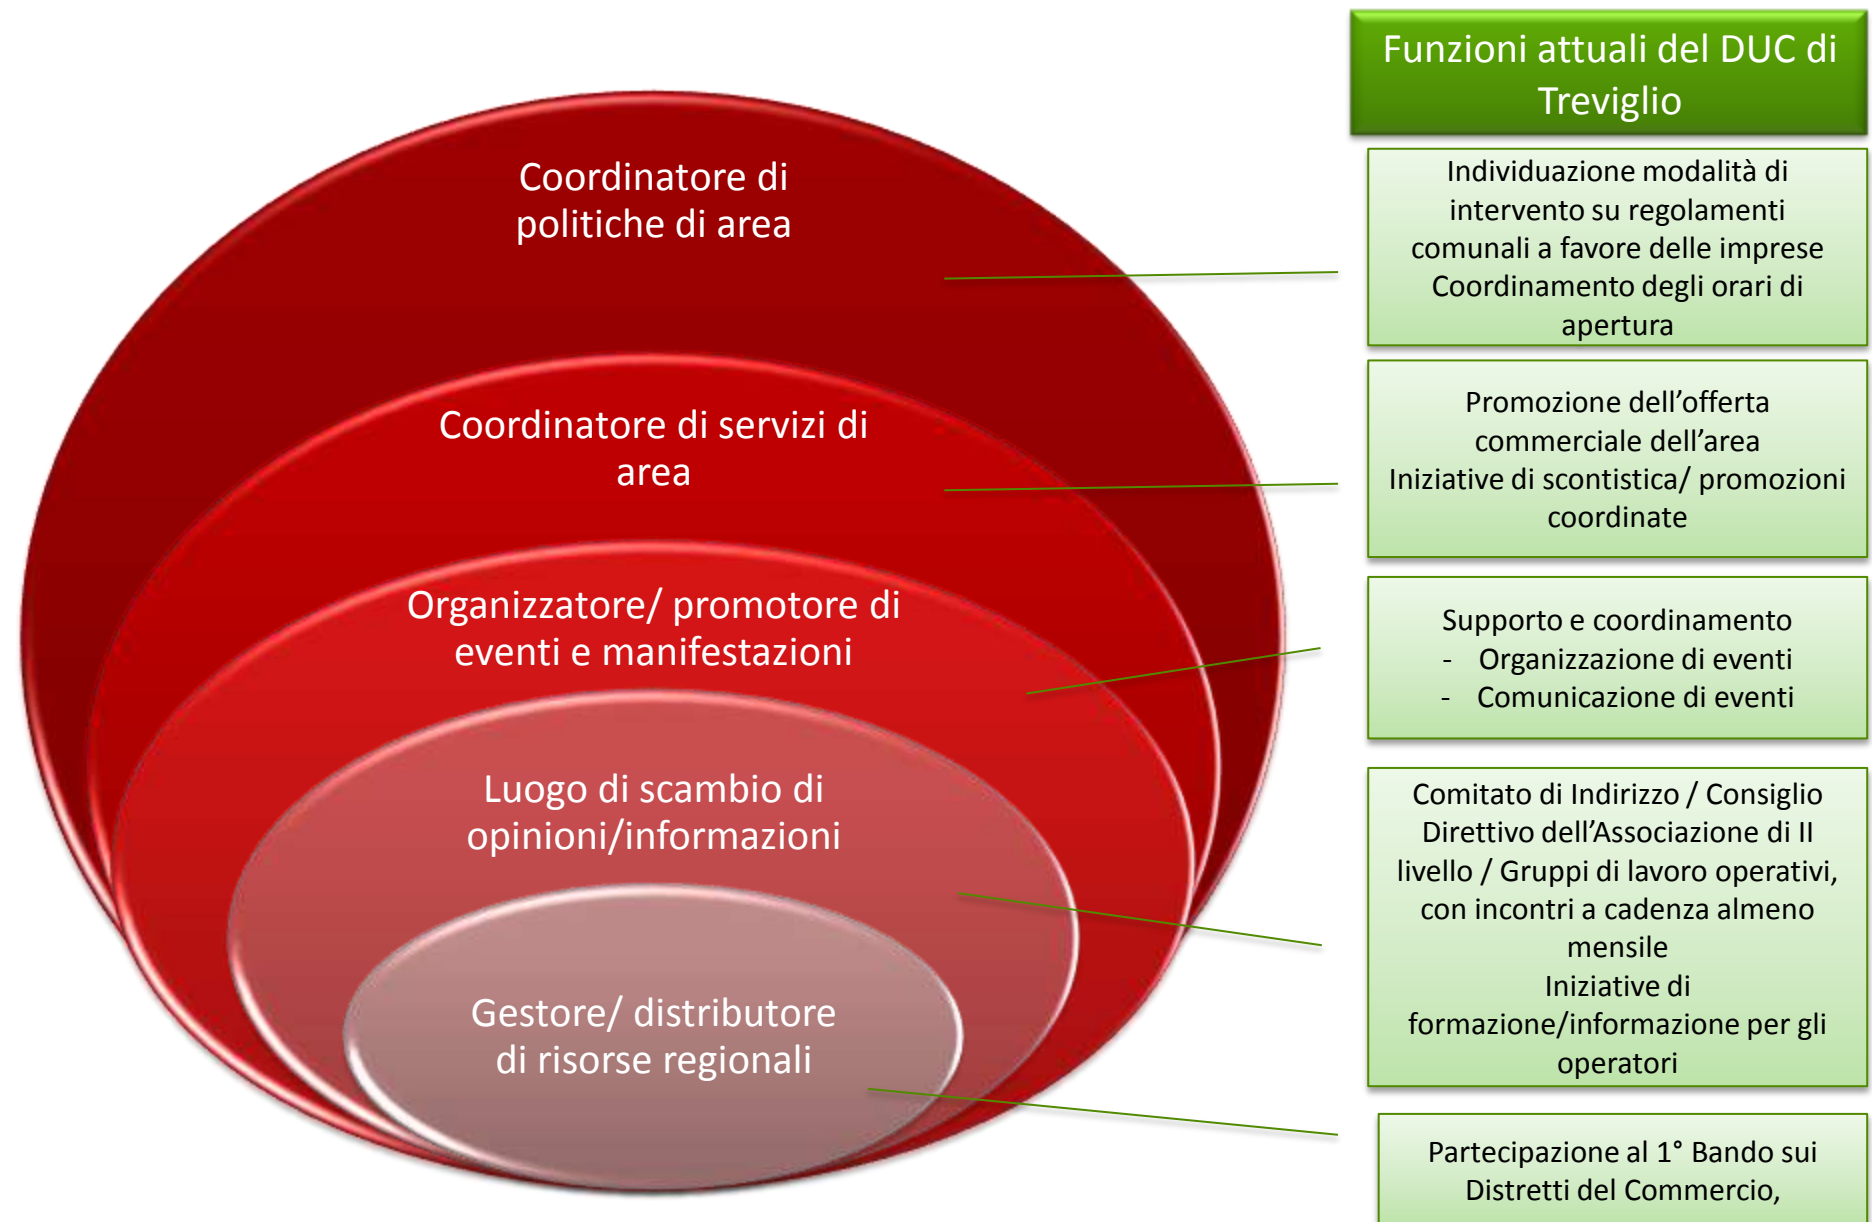 Funzioni attuali del DUC di
Treviglio
Coordinatore di
politiche di area
Individuazione modalità di
intervento su regolamenti
comunali a favore delle imprese
Coordinamento degli orari di
apertura
Coordinatore di servizi di
area
Promozione dell’offerta
commerciale dell’area
Iniziative di scontistica/ promozioni
coordinate
Organizzatore/ promotore di
eventi e manifestazioni
Supporto e coordinamento
- Organizzazione di eventi
- Comunicazione di eventi
Luogo di scambio di
opinioni/informazioni
Comitato di Indirizzo / Consiglio
Direttivo dell’Associazione di II
livello / Gruppi di lavoro operativi,
con incontri a cadenza almeno
mensile
Iniziative di
formazione/informazione per gli
operatori
Gestore/ distributore
di risorse regionali
Partecipazione al 1° Bando sui
Distretti del Commercio,